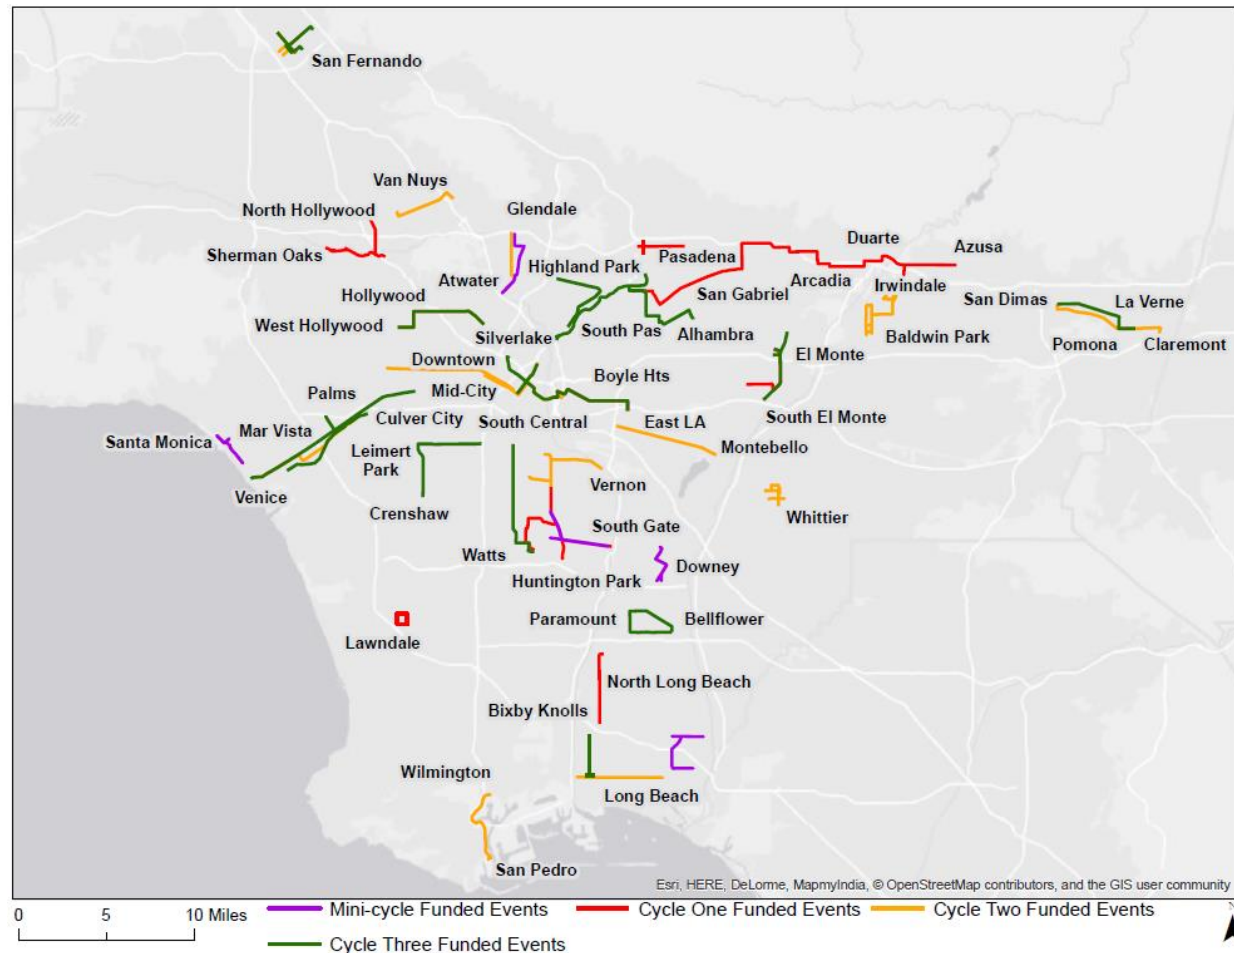 San Fernando
Van Nuys
North Hollywood
Glendale
Sherman Oaks
Atwater
Highland Park
Pasadena
Duarte
Azusa
Arcadia
Irwindale
San Gabriel
Hollywood
West Hollywood
Silverlake
South Pas
Alhambra
San Dimas
La Verne
Baldwin Park
Pomona
Claremont
Downtown
El Monte
Mid-City
Boyle Hts
Palms
Culver City
South Central
East LA
South El Monte
Santa Monica
Mar Vista
Leimert
Park
Montebello
Venice
Crenshaw
Vernon
Whittier
South Gate
Watts
Huntington Park
Downey
Paramount
Bellflower
Lawndale
North Long Beach
Bixby Knolls
Wilmington
Long Beach
San Pedro
Esri, HERE, DeLorme, MapmyIndia, © OpenStreetMap contributors, and the GIS user community
0 5 10 Miles
Mini-cycle Funded Events
Cycle One Funded Events
Cycle Two Funded Events
Cycle Three Funded Events